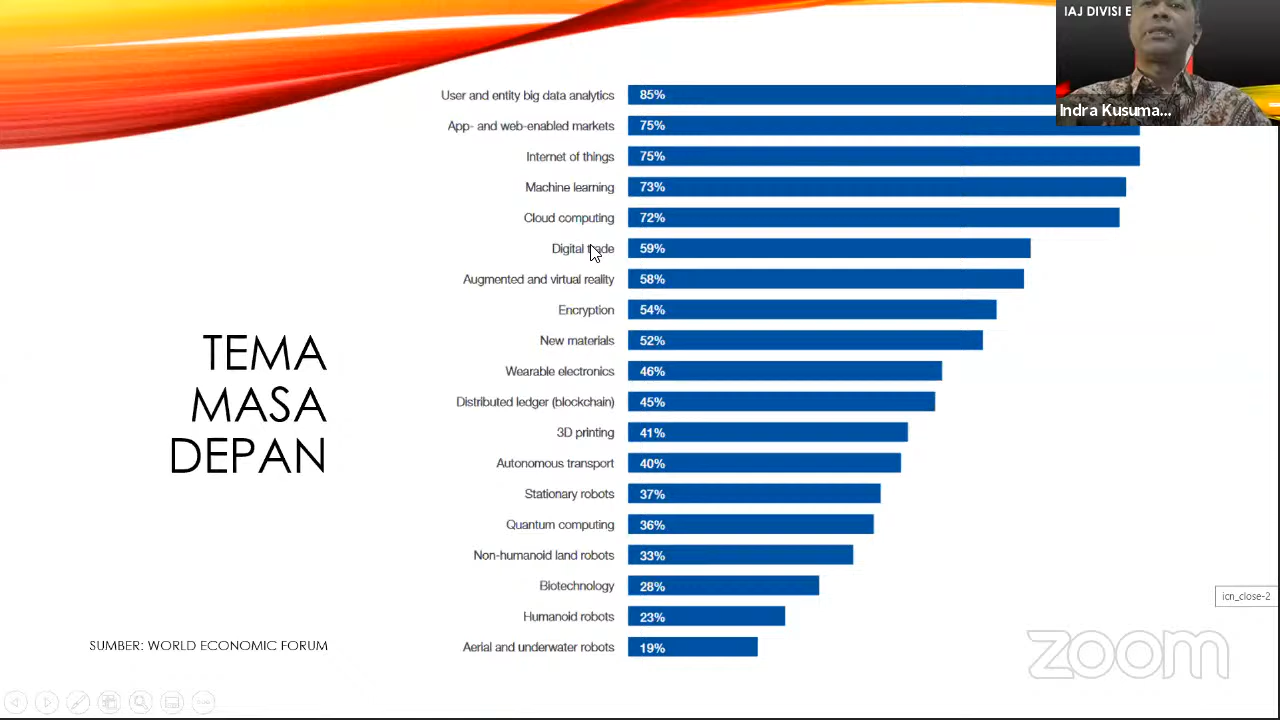 IAJ DIVISI E
Indra Kusuma...
User and entity big data analytics 85%
App- and web-enabled markets 75%
Internet of things 75%
Machine learning 73%
Cloud computing 72%
Digital trade 59%
Augmented and virtual reality 58%
Encryption 54%
New materials 52%
Wearable electronics 46%
Distributed ledger (blockchain) 45%
3D printing 41%
Autonomous transport 40%
Stationary robots 37%
Quantum computing 36%
Non-humanoid land robots 33%
Biotechnology 28%
Humanoid robots 23%
Aerial and underwater robots 19%
TEMA
MASA
DEPAN
SUMBER: WORLD ECONOMIC FORUM
icn_close-2
zoom